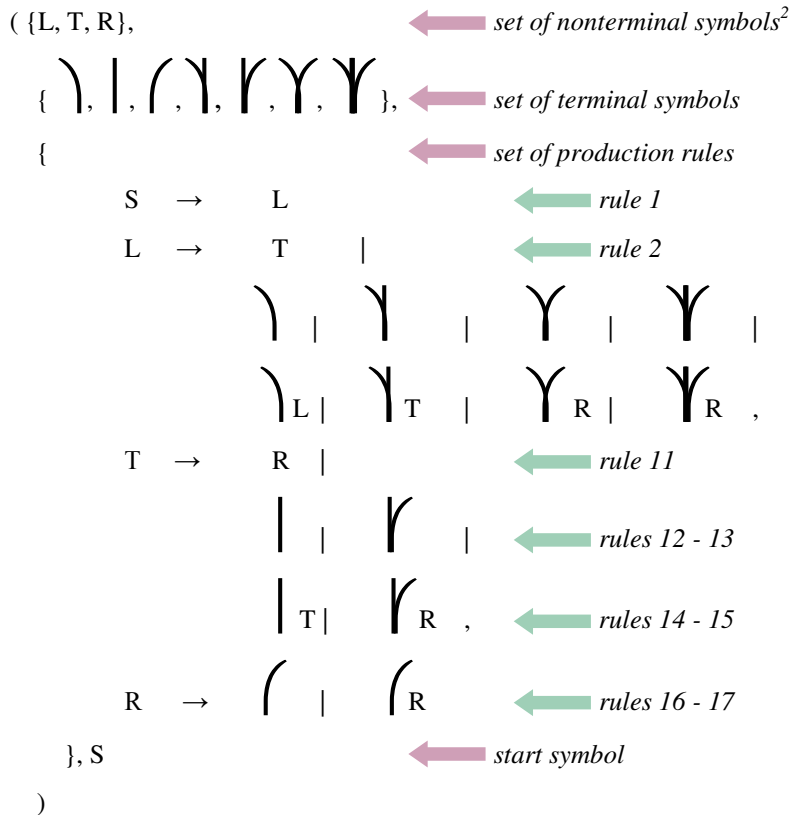 ( {L, T, R}, set of nonterminal symbols²
{ , | , , , , , }, set of terminal symbols
{ set of production rules
S → L rule 1
L → T | rule 2
| | | |
L | T | R | R ,
T → R | rule 11
| | rules 12 - 13
T | R , rules 14 - 15
R → | R rules 16 - 17
}, S start symbol
)